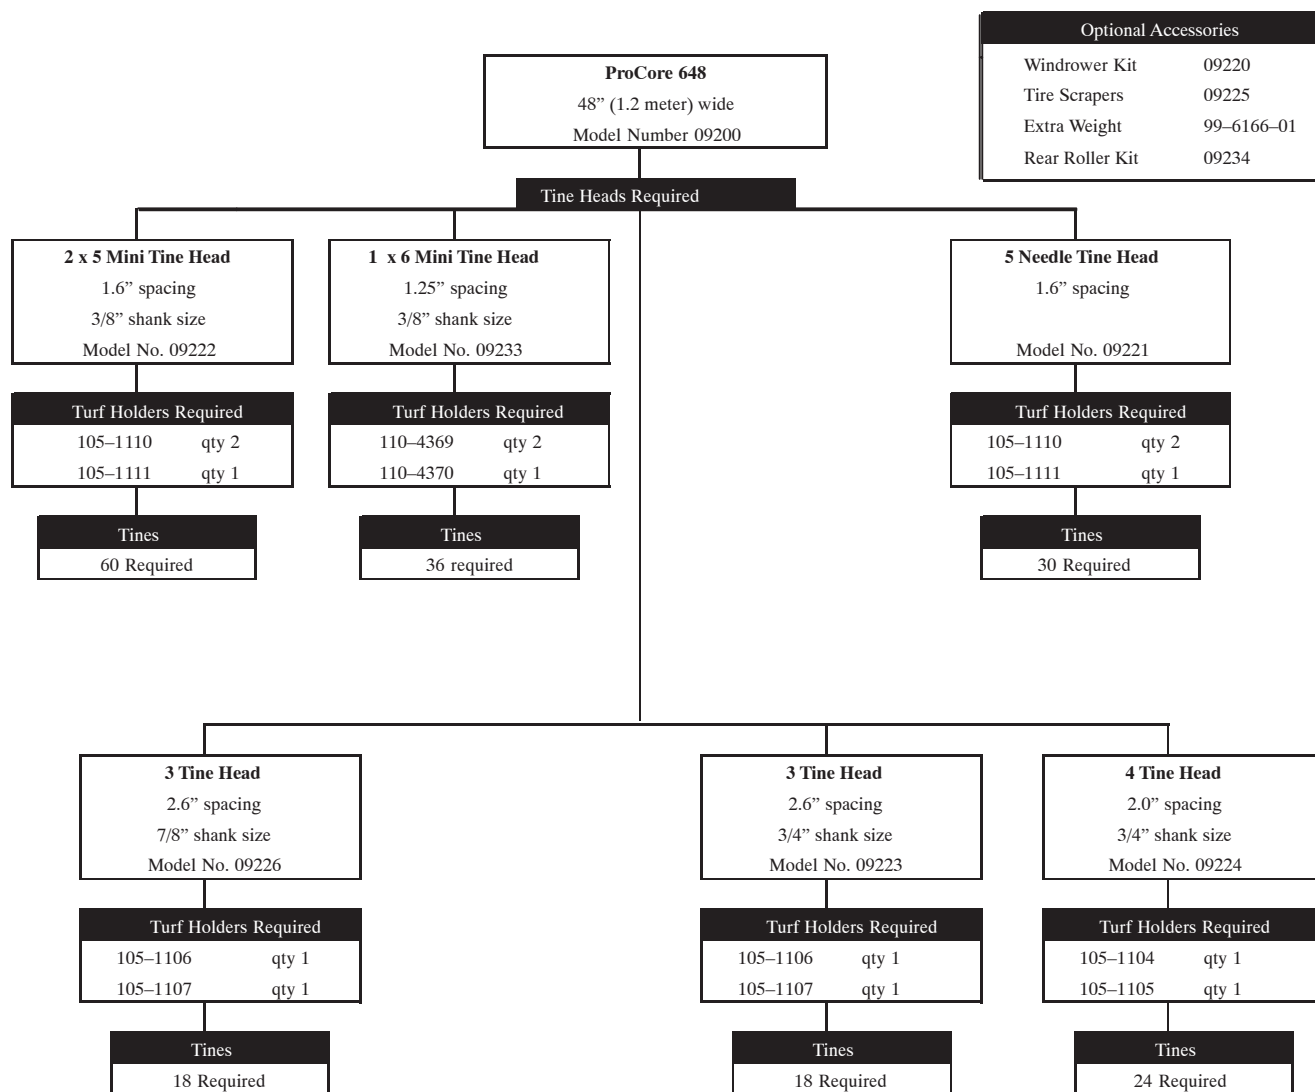 Optional Accessories
Windrower Kit 09220
Tire Scrapers 09225
Extra Weight 99–6166–01
Rear Roller Kit 09234
ProCore 648
48” (1.2 meter) wide
Model Number 09200
Tine Heads Required
2 x 5 Mini Tine Head
1.6” spacing
3/8” shank size
Model No. 09222
Turf Holders Required
105–1110 qty 2
105–1111 qty 1
Tines
60 Required
1 x 6 Mini Tine Head
1.25” spacing
3/8” shank size
Model No. 09233
Turf Holders Required
110–4369 qty 2
110–4370 qty 1
Tines
36 required
5 Needle Tine Head
1.6” spacing
Model No. 09221
Turf Holders Required
105–1110 qty 2
105–1111 qty 1
Tines
30 Required
3 Tine Head
2.6” spacing
7/8” shank size
Model No. 09226
Turf Holders Required
105–1106 qty 1
105–1107 qty 1
Tines
18 Required
3 Tine Head
2.6” spacing
3/4” shank size
Model No. 09223
Turf Holders Required
105–1106 qty 1
105–1107 qty 1
Tines
18 Required
4 Tine Head
2.0” spacing
3/4” shank size
Model No. 09224
Turf Holders Required
105–1104 qty 1
105–1105 qty 1
Tines
24 Required